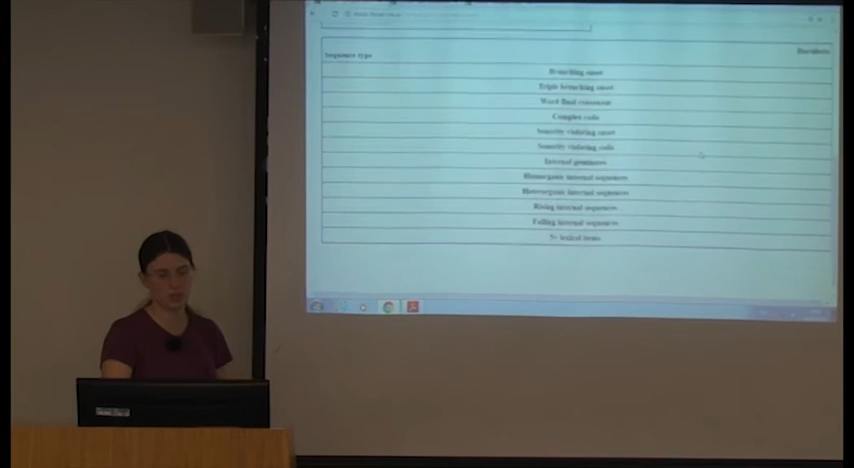 Sequence type
Branching onset
Triple branching onset
Word final consonant
Complex coda
Sonority violating onset
Sonority violating coda
Internal geminates
Homorganic internal sequences
Heterorganic internal sequences
Rising internal sequences
Falling internal sequences
5+ lexical items